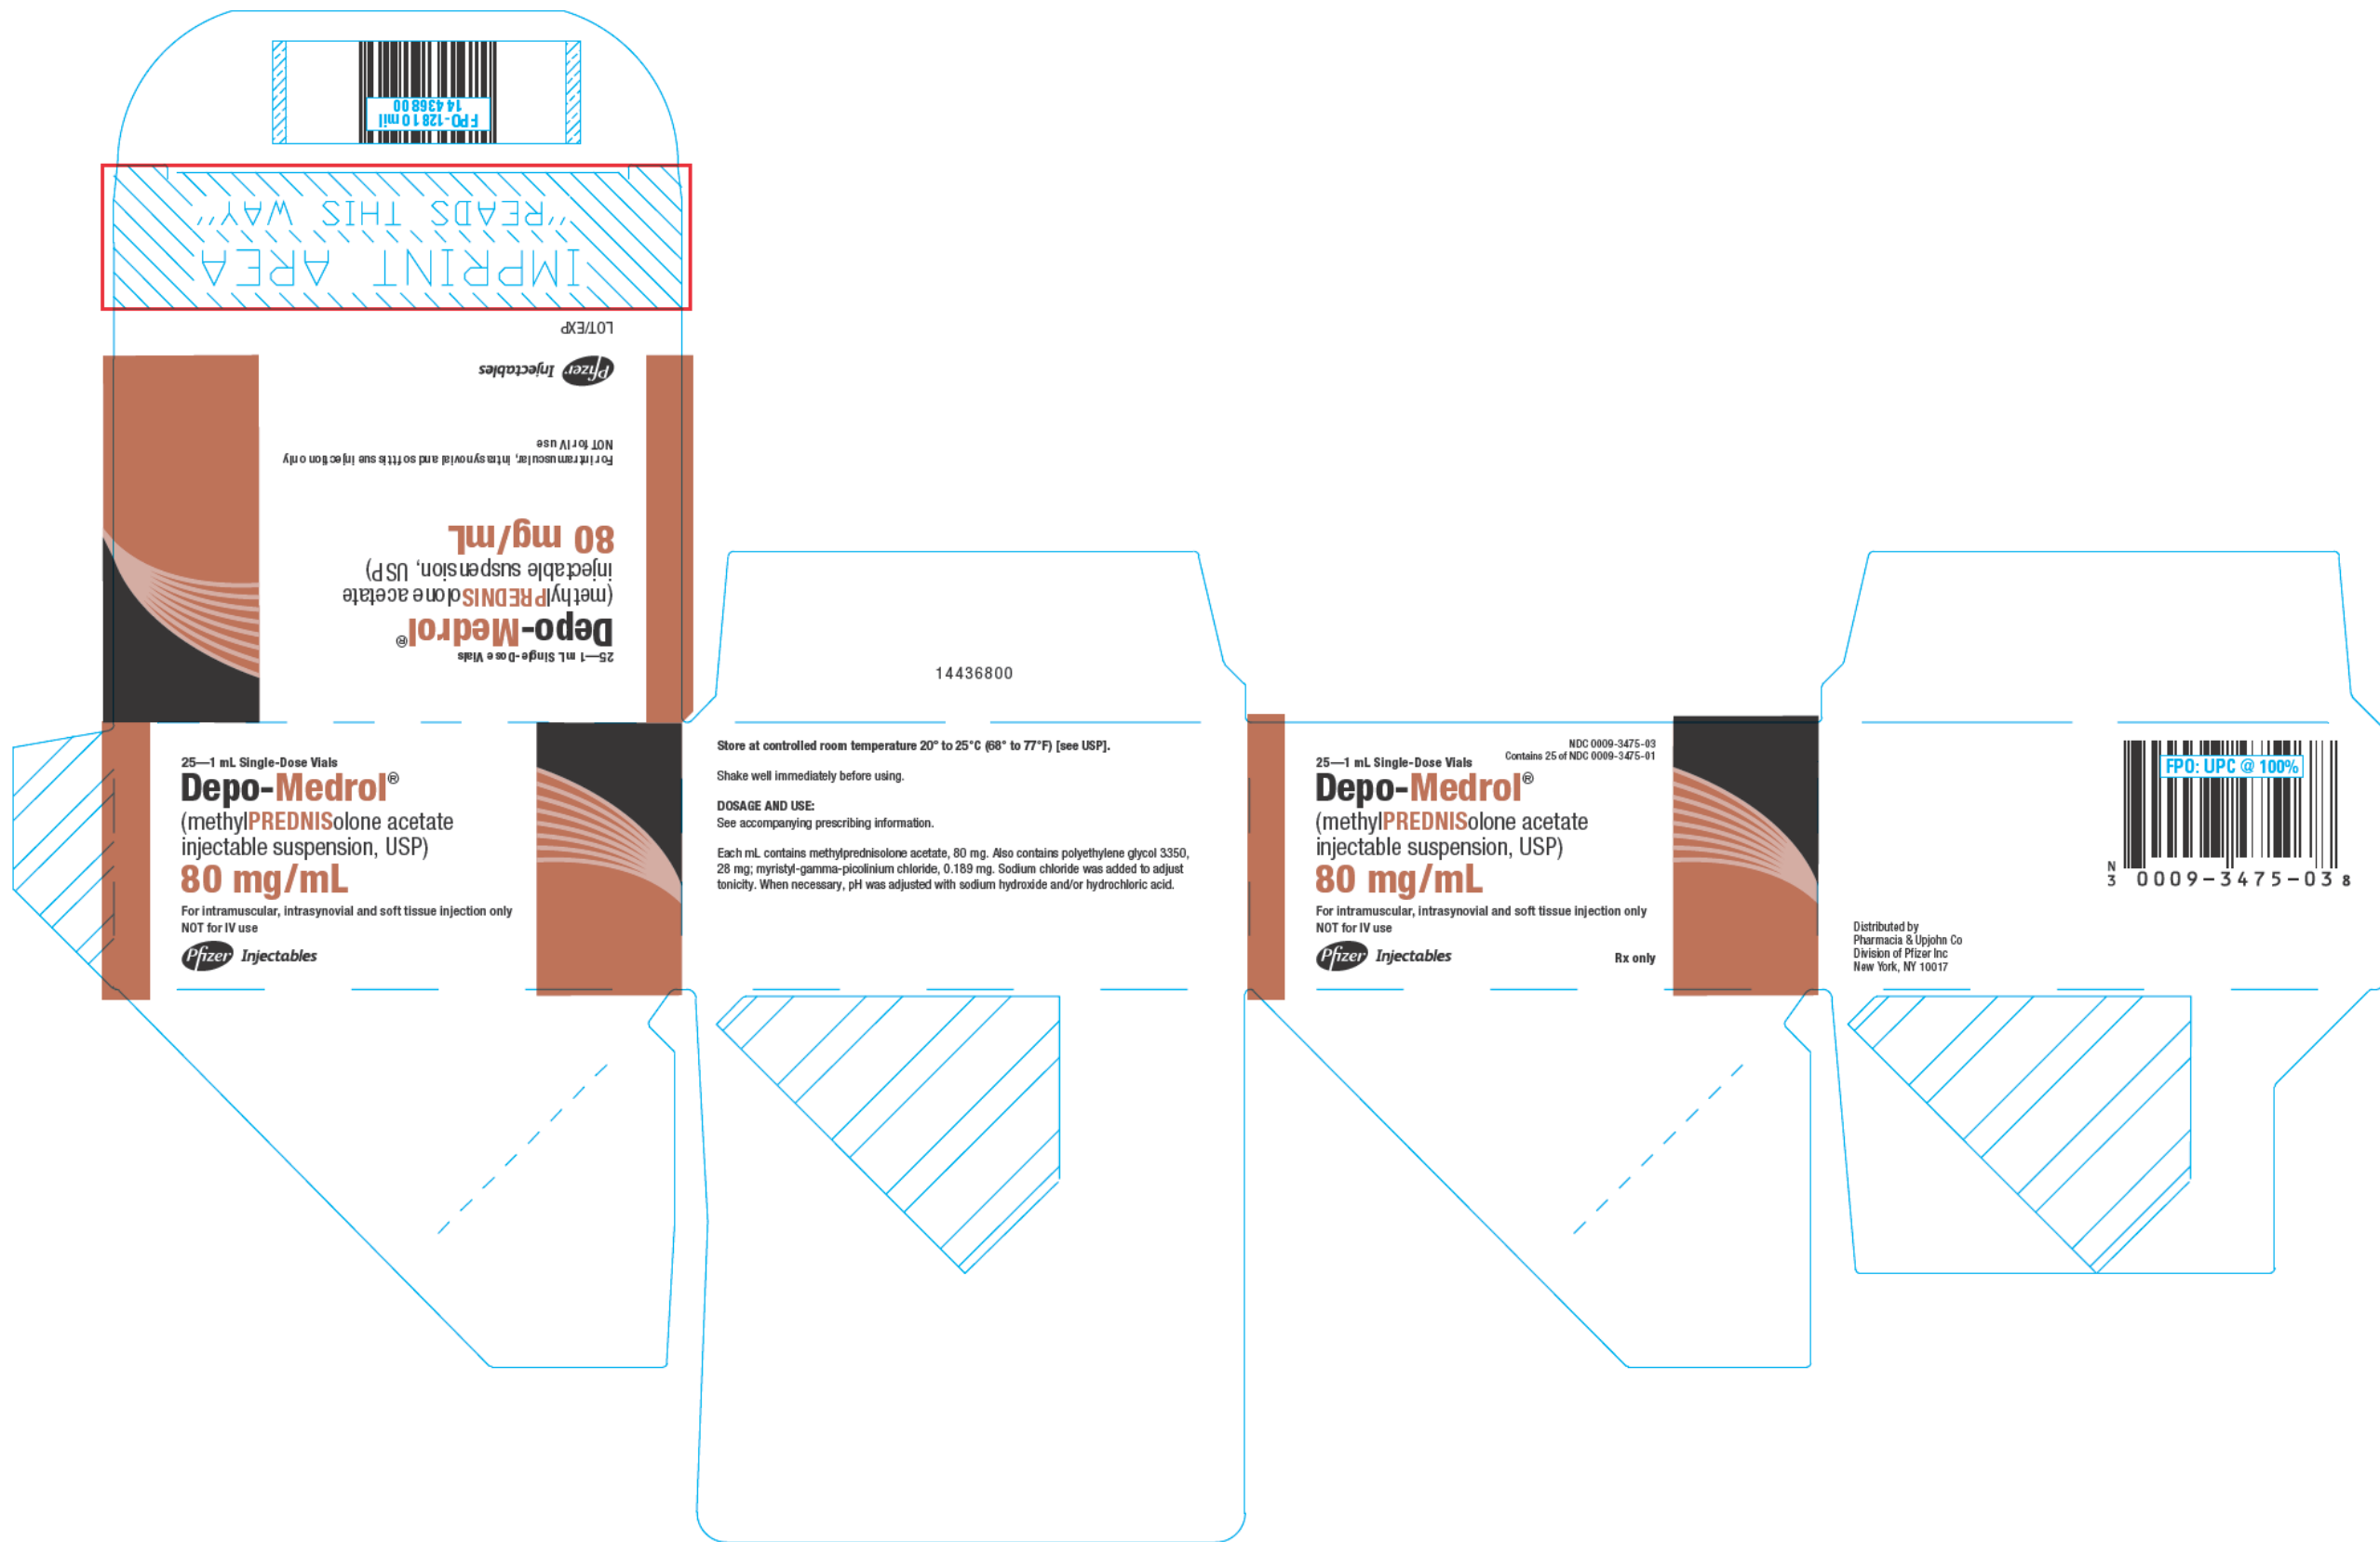 FPO-128 10 mil
14436800
IMPRINT AREA
"READS THIS WAY"
LOT/EXP
25—1 mL Single-Dose Vials
Depo-Medrol®
(methylPREDNISolone acetate
injectable suspension, USP)
80 mg/mL
For intramuscular, intrasynovial and soft tissue injection only
NOT for IV use
Pfizer Injectables
25—1 mL Single-Dose Vials
Depo-Medrol®
(methylPREDNISolone acetate
injectable suspension, USP)
80 mg/mL
For intramuscular, intrasynovial and soft tissue injection only
NOT for IV use
Pfizer Injectables
14436800
Store at controlled room temperature 20° to 25°C (68° to 77°F) [see USP].
Shake well immediately before using.
DOSAGE AND USE:
See accompanying prescribing information.
Each mL contains methylprednisolone acetate, 80 mg. Also contains polyethylene glycol 3350,
28 mg; myristyl-gamma-picolinium chloride, 0.189 mg. Sodium chloride was added to adjust
tonicity. When necessary, pH was adjusted with sodium hydroxide and/or hydrochloric acid.
NDC 0009-3475-03
Contains 25 of NDC 0009-3475-01
25—1 mL Single-Dose Vials
Depo-Medrol®
(methylPREDNISolone acetate
injectable suspension, USP)
80 mg/mL
For intramuscular, intrasynovial and soft tissue injection only
NOT for IV use
Pfizer Injectables
Rx only
FPO: UPC @ 100%
N
3 0009-3475-03 8
Distributed by
Pharmacia & Upjohn Co
Division of Pfizer Inc
New York, NY 10017